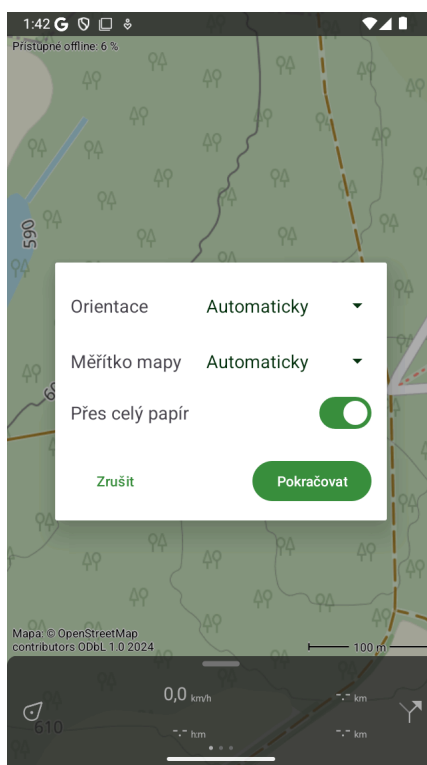 1:42
Přístupné offline: 6 %
590
Orientace Automaticky
Měřítko mapy Automaticky
Přes celý papír
Zrušit Pokračovat
Mapa: © OpenStreetMap
contributors ODbL 1.0 2024
100 m
0,0 km/h -.- km
610
-.- h:m -.- km